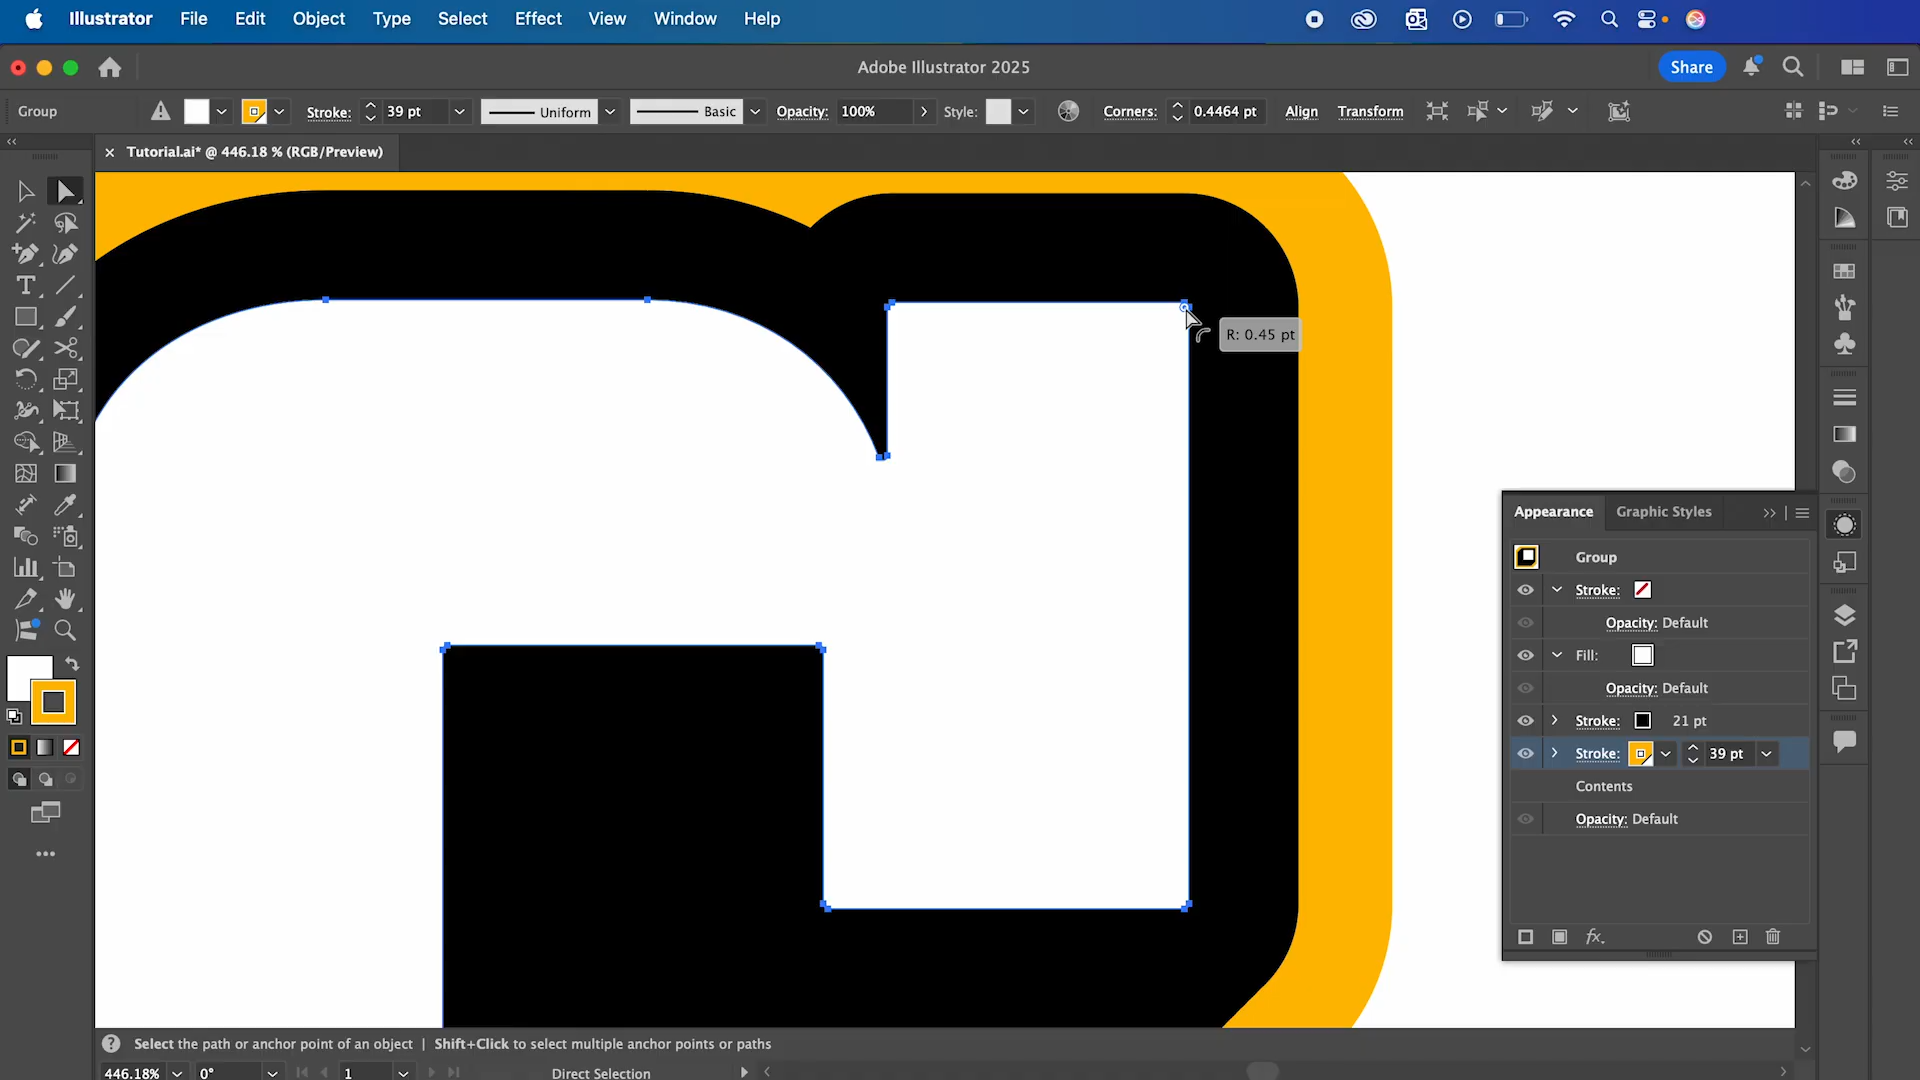 Illustrator File Edit Object Type Select Effect View Window Help
Adobe Illustrator 2025
Share
Group Stroke: 39 pt Uniform Basic Opacity: 100% Style: Corners: 0.4464 pt Align Transform
Tutorial.ai* @ 446.18 % (RGB/Preview)
R: 0.45 pt
Appearance Graphic Styles
Group
Stroke:
Opacity: Default
Fill:
Opacity: Default
Stroke: 21 pt
Stroke: 39 pt
Contents
Opacity: Default
fx
Select the path or anchor point of an object | Shift+Click to select multiple anchor points or paths
446.18% 0° 1 Direct Selection